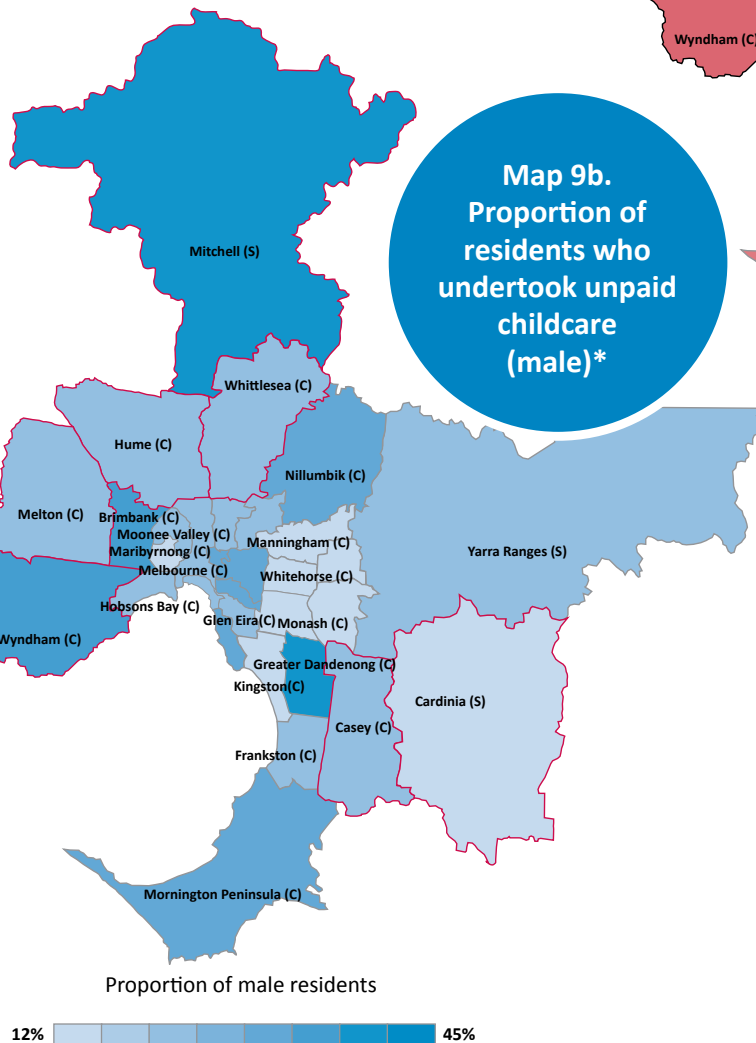 Wyndham (C)
Map 9b.
Proportion of
residents who
undertook unpaid
childcare
(male)*
Mitchell (S)
Whittlesea (C)
Hume (C)
Nillumbik (C)
Melton (C)
Brimbank (C)
Moonee Valley (C)
Manningham (C)
Maribyrnong (C)
Yarra Ranges (S)
Melbourne (C)
Whitehorse (C)
Hobsons Bay (C)
Glen Eira(C)
Monash (C)
Wyndham (C)
Greater Dandenong (C)
Kingston(C)
Cardinia (S)
Casey (C)
Frankston (C)
Mornington Peninsula (C)
Proportion of male residents
12% 45%